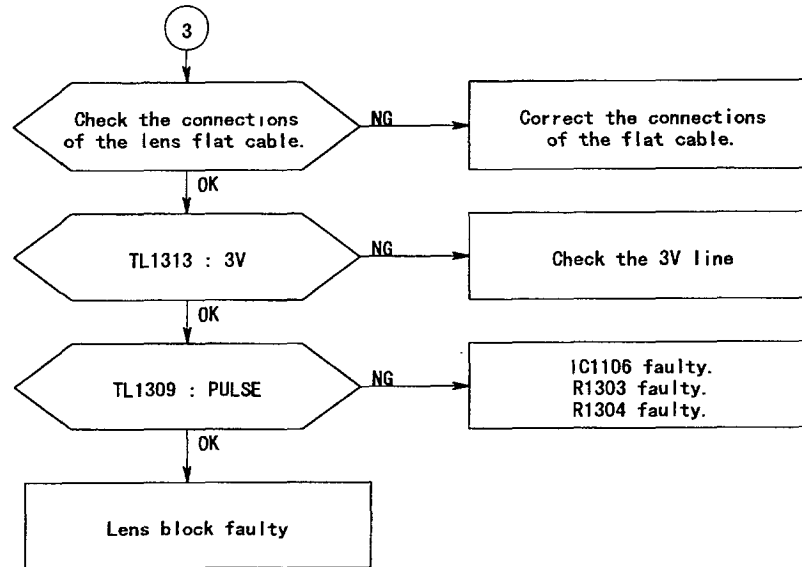 3
Check the connections
of the lens flat cable.
NG
Correct the connections
of the flat cable.
OK
TL1313 : 3V
NG
Check the 3V line
OK
TL1309 : PULSE
NG
IC1106 faulty.
R1303 faulty.
R1304 faulty.
OK
Lens block faulty